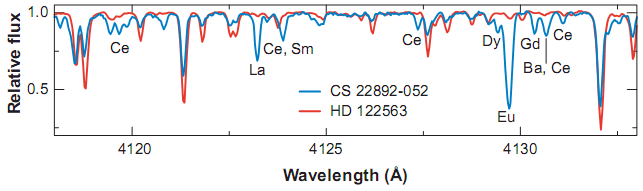 1.0
Relative flux
0.5
Ce
La
Ce, Sm
Ce
Dy
Eu
Gd
Ce
Ba, Ce
CS 22892-052
HD 122563
4120
4125
4130
Wavelength (Å)